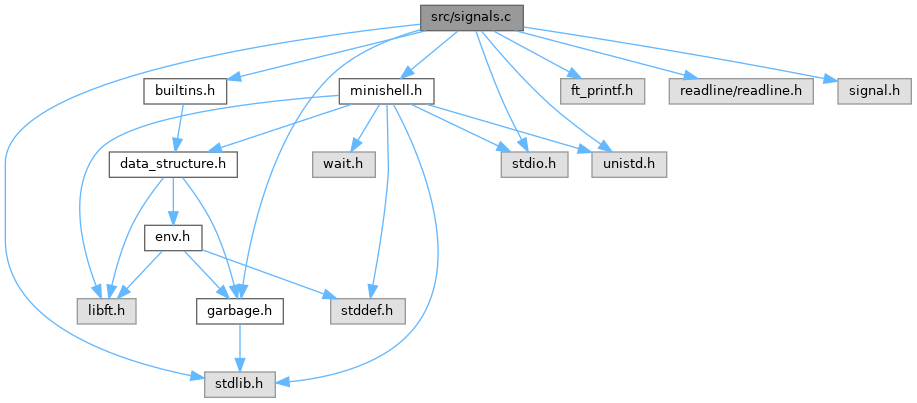 src/signals.c
builtins.h
minishell.h
ft_printf.h
readline/readline.h
signal.h
data_structure.h
wait.h
stdio.h
unistd.h
env.h
libft.h
garbage.h
stddef.h
stdlib.h